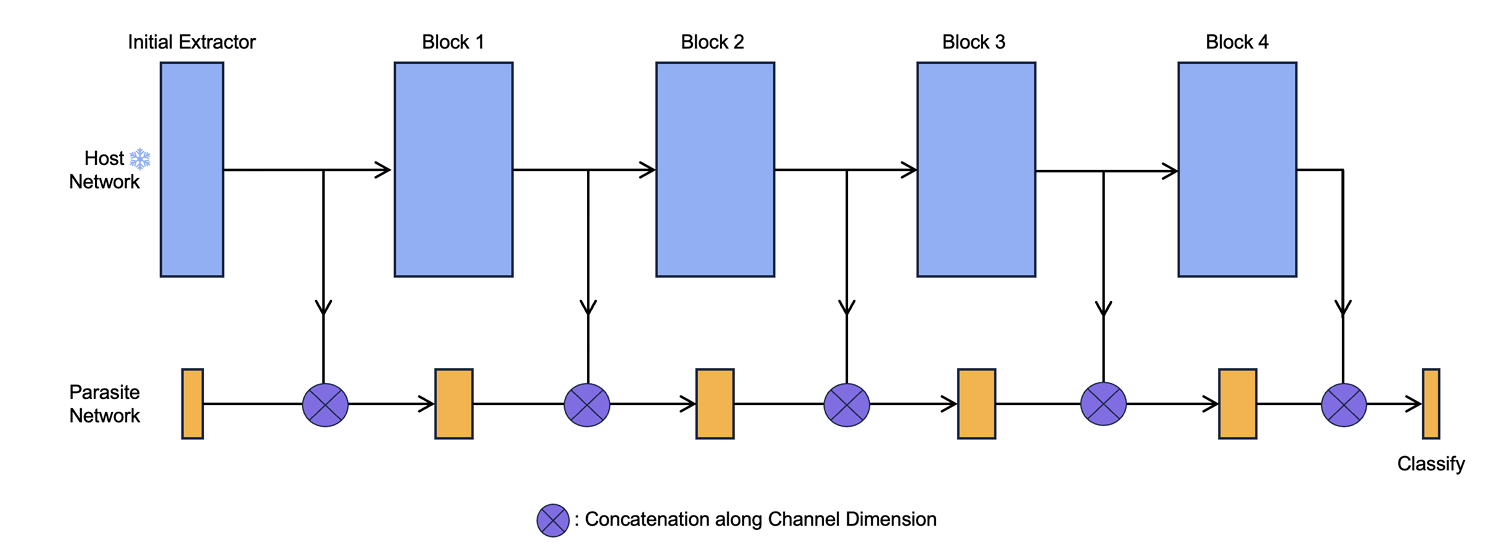 Initial Extractor
Block 1
Block 2
Block 3
Block 4
Host
Network
Parasite
Network
Classify
: Concatenation along Channel Dimension